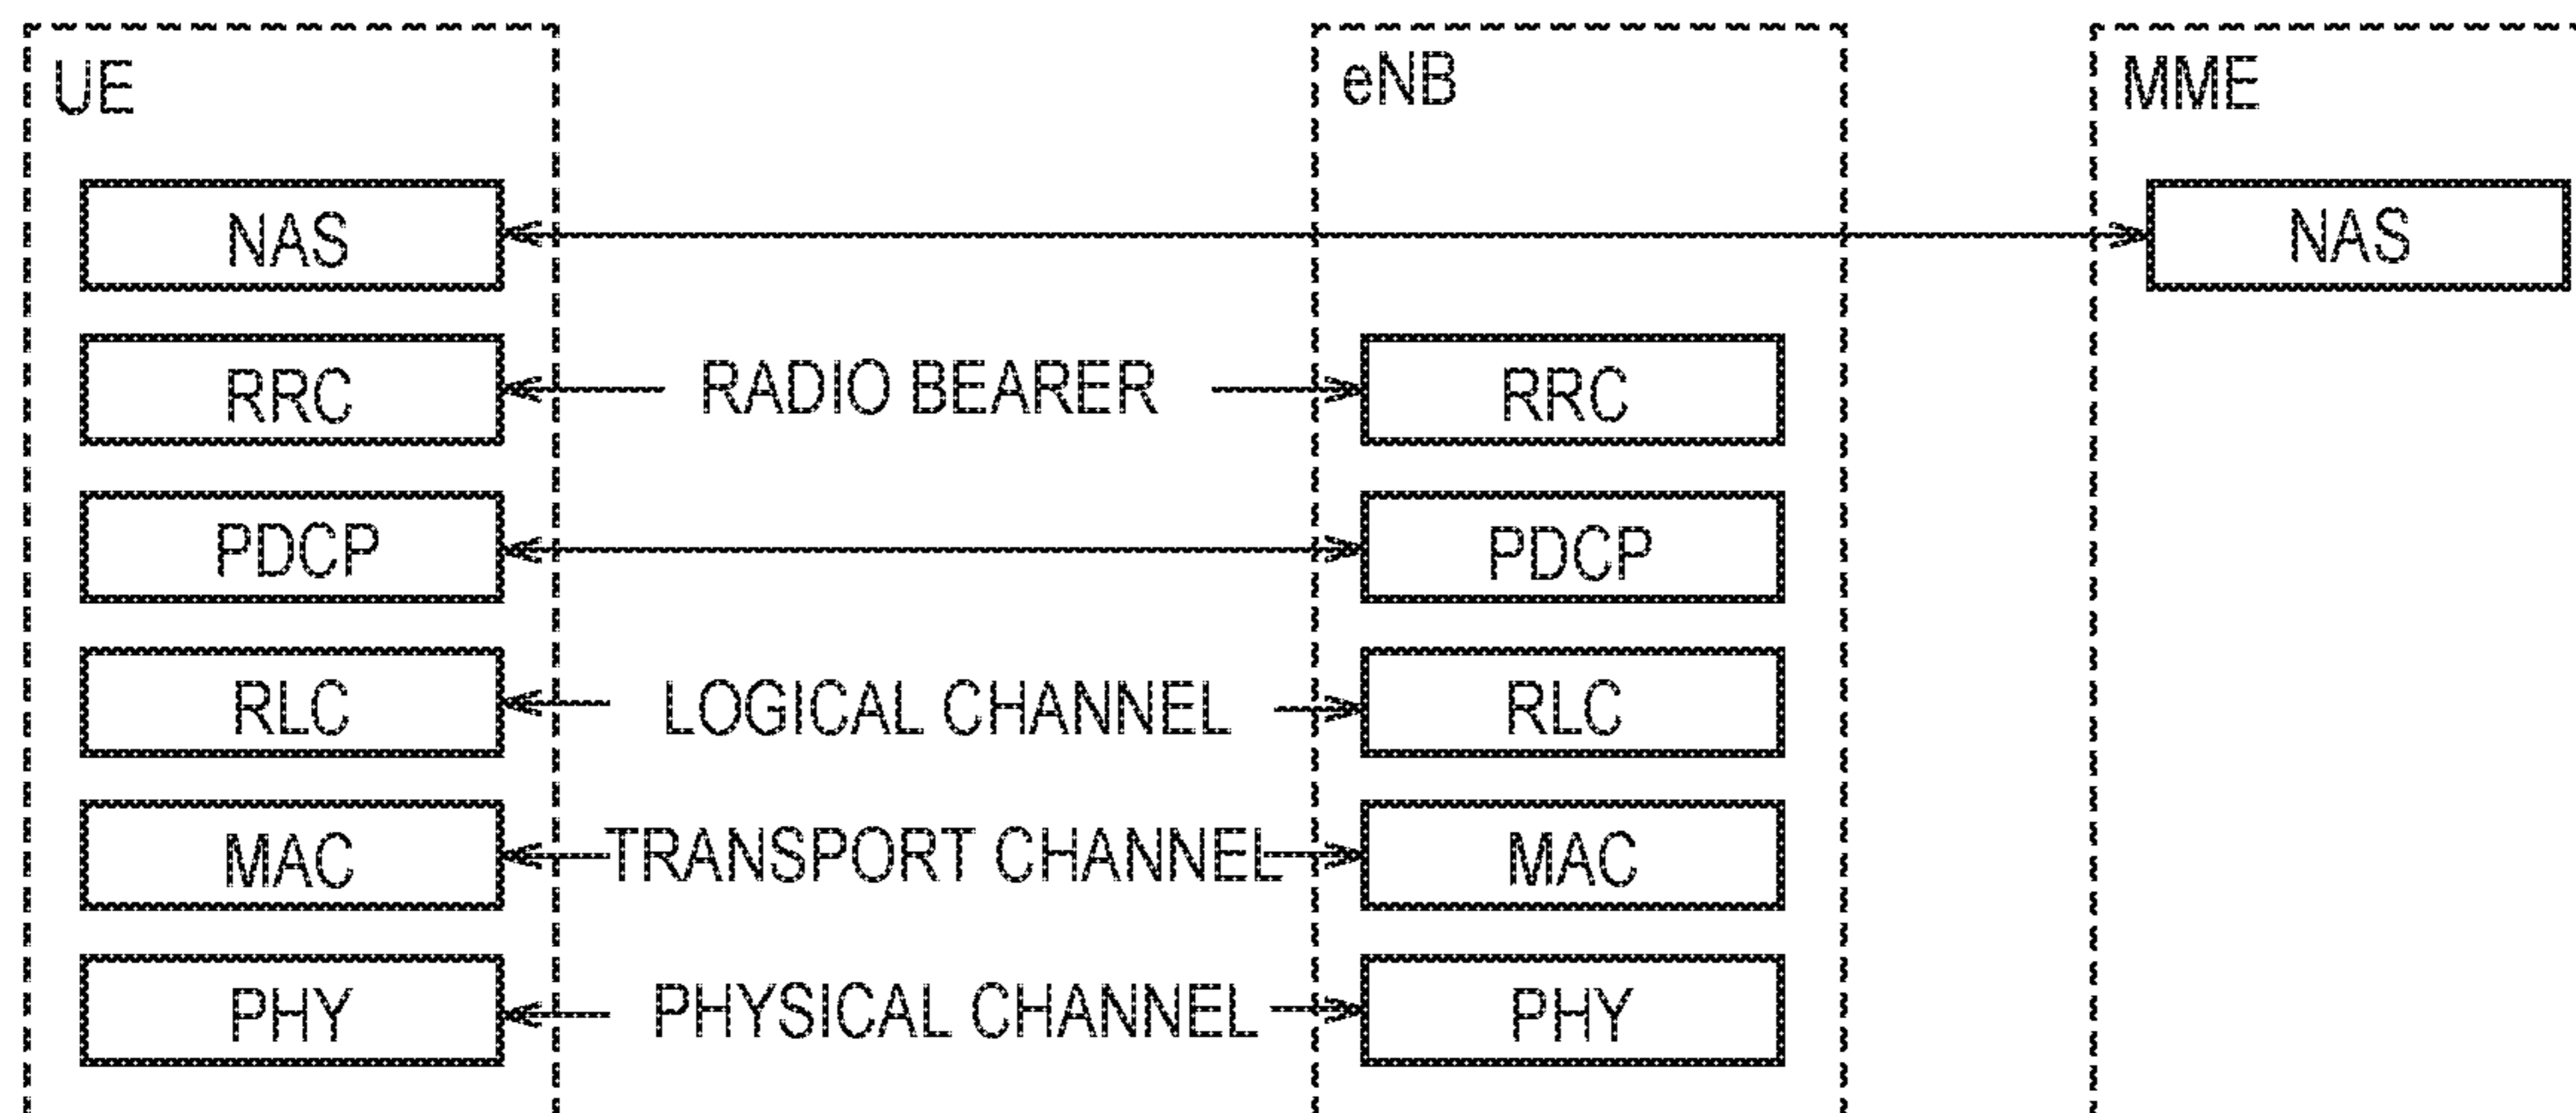 UE eNB MME
NAS NAS
RRC RADIO BEARER RRC
PDCP PDCP
RLC LOGICAL CHANNEL RLC
MAC TRANSPORT CHANNEL MAC
PHY PHYSICAL CHANNEL PHY